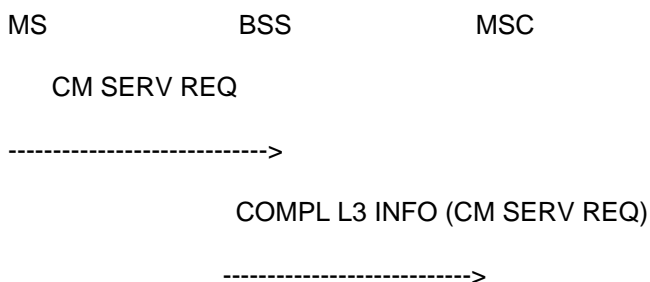 MS BSS MSC
CM SERV REQ
----------------------------->
COMPL L3 INFO (CM SERV REQ)
---------------------------->